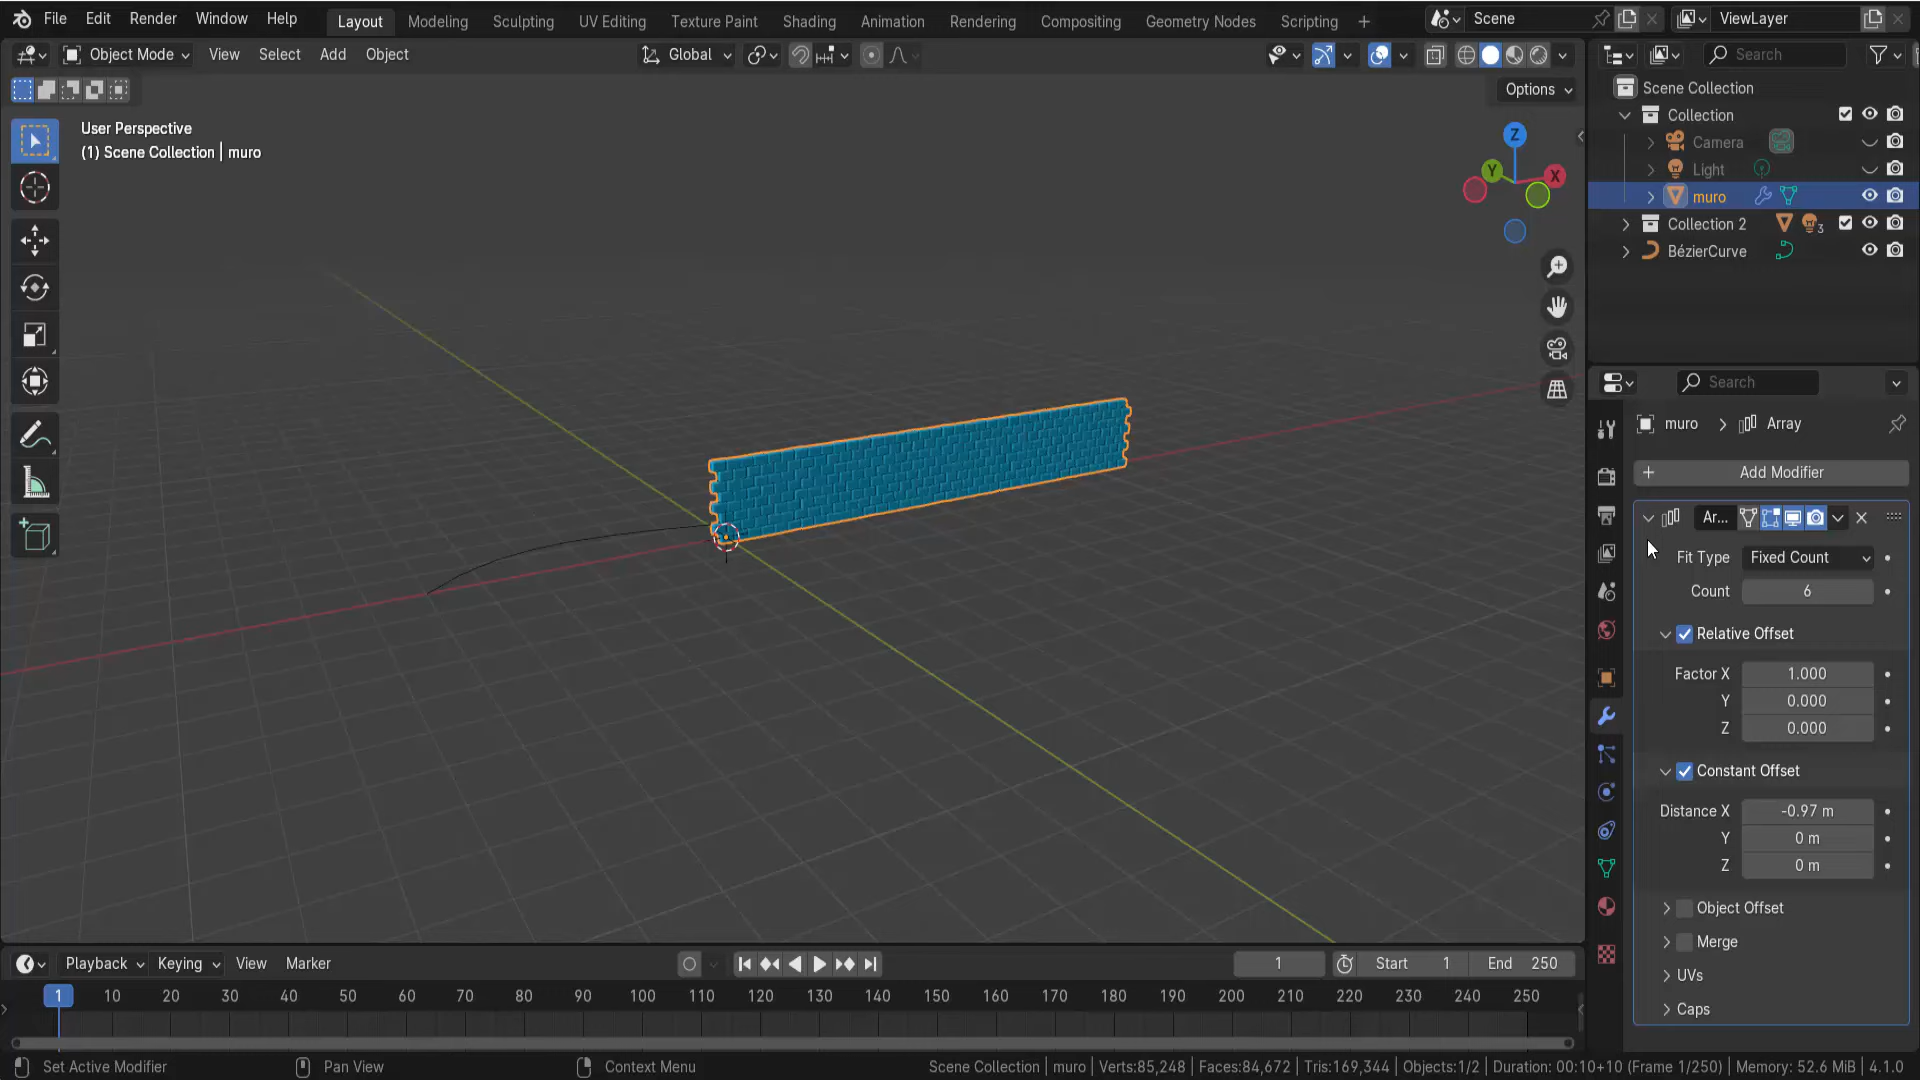 File Edit Render Window Help Layout Modeling Sculpting UV Editing Texture Paint Shading Animation Rendering Compositing Geometry Nodes Scripting + Scene ViewLayer
Object Mode View Select Add Object Global Search
Options
User Perspective
(1) Scene Collection | muro
Z
Y
X
Scene Collection
Collection
Camera
Light
muro
Collection 2 3
BézierCurve
Search
muro > Array
+ Add Modifier
Ar...
Fit Type Fixed Count
Count 6
Relative Offset
Factor X 1.000
Y 0.000
Z 0.000
Constant Offset
Distance X -0.97 m
Y 0 m
Z 0 m
Object Offset
Merge
UVs
Caps
Playback Keying View Marker 1 Start 1 End 250
1 10 20 30 40 50 60 70 80 90 100 110 120 130 140 150 160 170 180 190 200 210 220 230 240 250
Set Active Modifier Pan View Context Menu Scene Collection | muro | Verts:85,248 | Faces:84,672 | Tris:169,344 | Objects:1/2 | Duration: 00:10+10 (Frame 1/250) | Memory: 52.6 MiB | 4.1.0